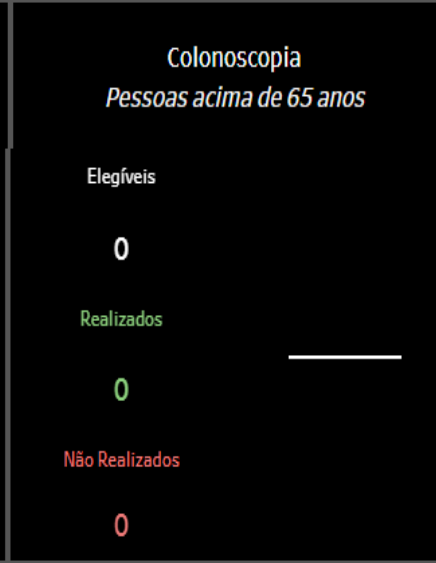 Colonoscopia
Pessoas acima de 65 anos
Elegíveis
0
Realizados
0
Não Realizados
0